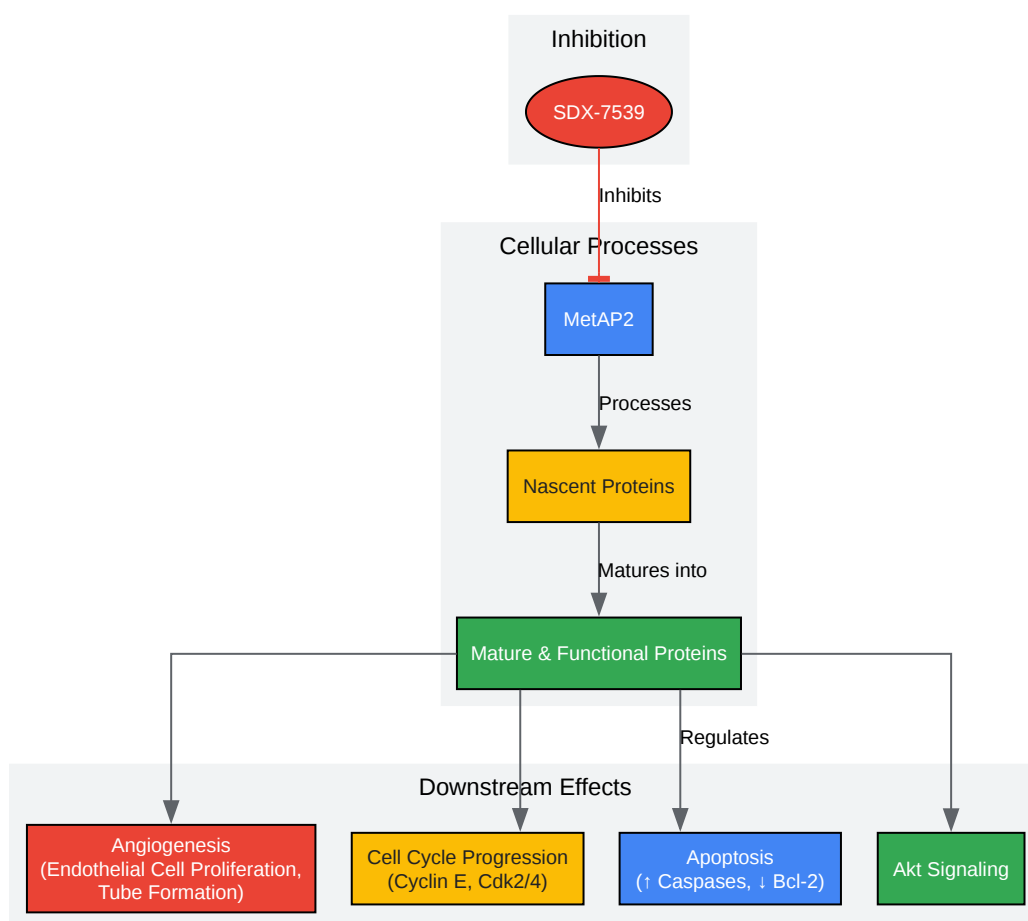 Inhibition
SDX-7539
Inhibits
Cellular Processes
MetAP2
Processes
Nascent Proteins
Matures into
Mature & Functional Proteins
Regulates
Downstream Effects
Angiogenesis
(Endothelial Cell Proliferation,
Tube Formation)
Cell Cycle Progression
(Cyclin E, Cdk2/4)
Apoptosis
(↑ Caspases, ↓ Bcl-2)
Akt Signaling